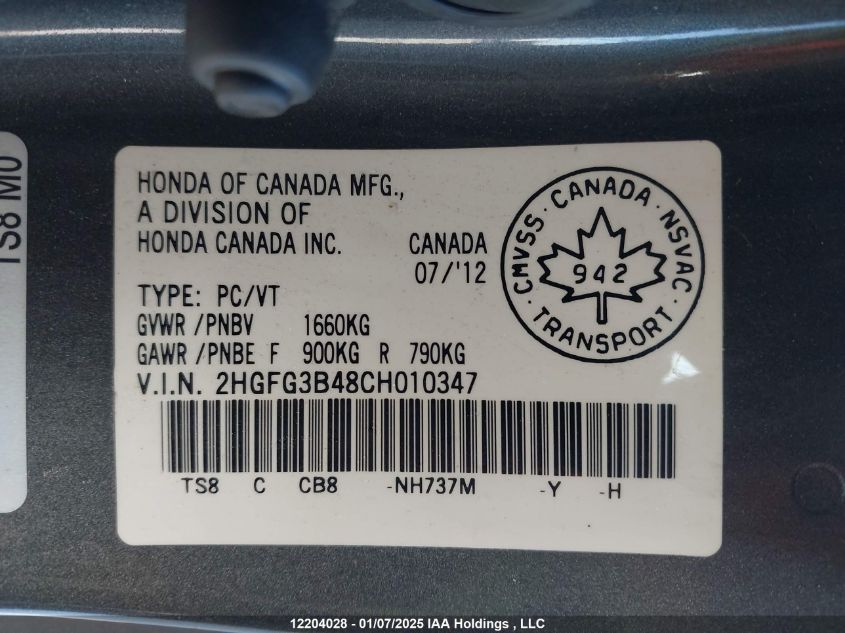 TS8 M0
HONDA OF CANADA MFG.,
A DIVISION OF
HONDA CANADA INC. CANADA
07/'12
TYPE: PC/VT
GVWR /PNBV 1660KG
GAWR /PNBE F 900KG R 790KG
V.I.N. 2HGFG3B48CH010347
CMVSS · CANADA · NSVAC
942
· TRANSPORT ·
TS8 C CB8 -NH737M -Y -H
12204028 - 01/07/2025 IAA Holdings , LLC